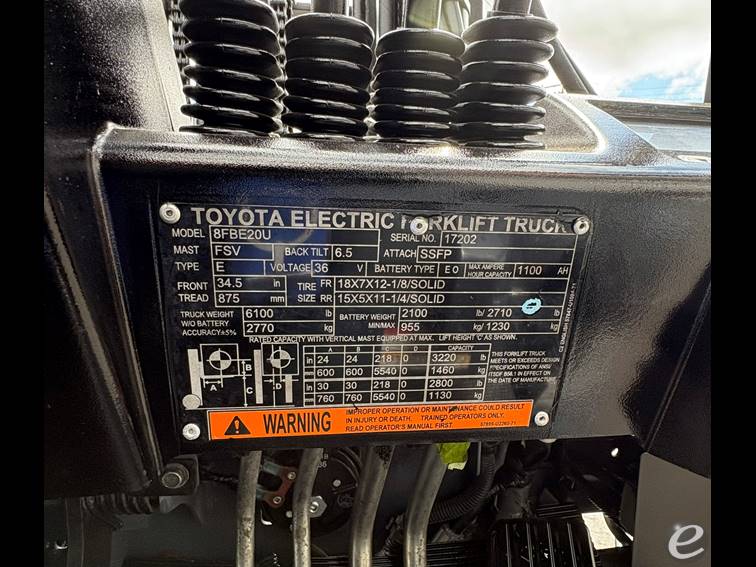 TOYOTA ELECTRIC FORKLIFT TRUCK
MODEL 8FBE20U SERIAL NO. 17202
MAST FSV BACK TILT 6.5 ATTACH SSFP
TYPE E VOLTAGE 36 V BATTERY TYPE E O MAX AMPERE HOUR CAPACITY 1100 AH
FRONT 34.5 in TIRE FR 18X7X12-1/8/SOLID
TREAD 875 mm SIZE RR 15X5X11-1/4/SOLID
TRUCK WEIGHT 6100 lb BATTERY WEIGHT 2100 lb/ 2710 lb
W/O BATTERY 2770 kg MIN/MAX 955 kg/ 1230 kg
ACCURACY±5%
RATED CAPACITY WITH VERTICAL MAST EQUIPPED AT MAX. LIFT HEIGHT 'C' AS SHOWN.
A B C D CAPACITY
in 24 24 218 0 3220 lb
mm 600 600 5540 0 1460 kg
in 30 30 218 0 2800 lb
mm 760 760 5540 0 1130 kg
A B C D
THIS FORKLIFT TRUCK
MEETS OR EXCEEDS DESIGN
SPECIFICATIONS OF ANSI
ITSDF B56.1 IN EFFECT ON
THE DATE OF MANUFACTURE.
WARNING
IMPROPER OPERATION OR MAINTENANCE COULD RESULT
IN INJURY OR DEATH. TRAINED OPERATORS ONLY.
READ OPERATOR'S MANUAL FIRST.
57895-U2260-71
e